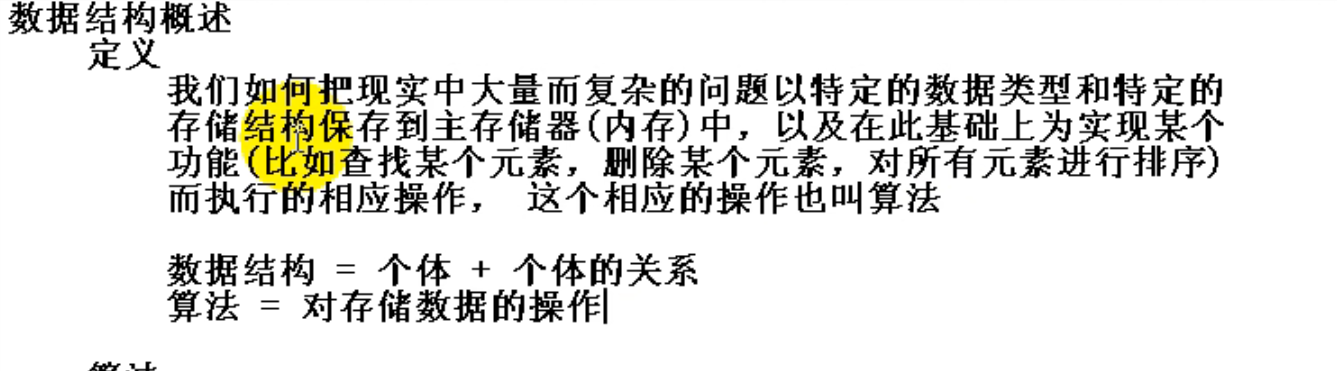 数据结构概述
定义
我们如何把现实中大量而复杂的问题以特定的数据类型和特定的
存储结构保存到主存储器(内存)中，以及在此基础上为实现某个
功能(比如查找某个元素，删除某个元素，对所有元素进行排序)
而执行的相应操作， 这个相应的操作也叫算法
数据结构 = 个体 + 个体的关系
算法 = 对存储数据的操作